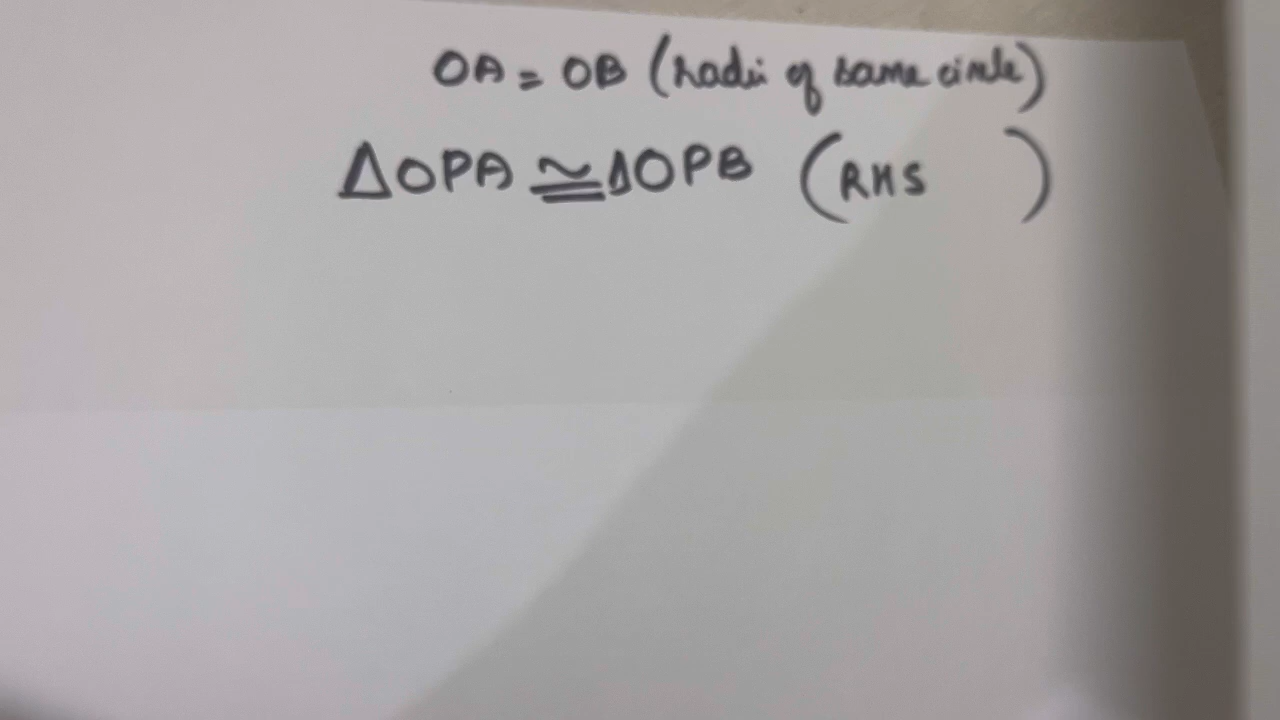 OA = OB (radii of same circle)
ΔOPA ≅ ΔOPB (RHS )